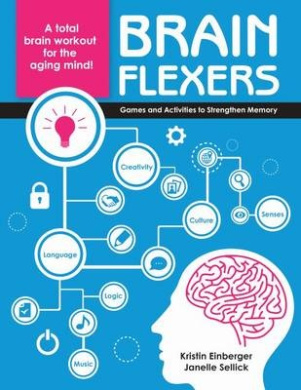 A total
brain workout
for the
aging mind!
BRAIN
FLEXERS
Games and Activities to Strengthen Memory
Creativity
Culture
Senses
Language
Logic
Music
Kristin Einberger
Janelle Sellick